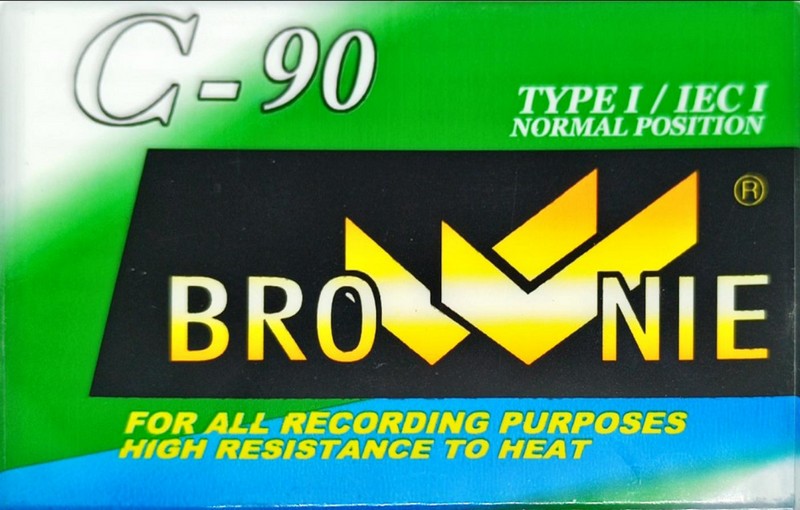 C-90
TYPE I / IEC I
NORMAL POSITION
BROWNIE ®
FOR ALL RECORDING PURPOSES
HIGH RESISTANCE TO HEAT